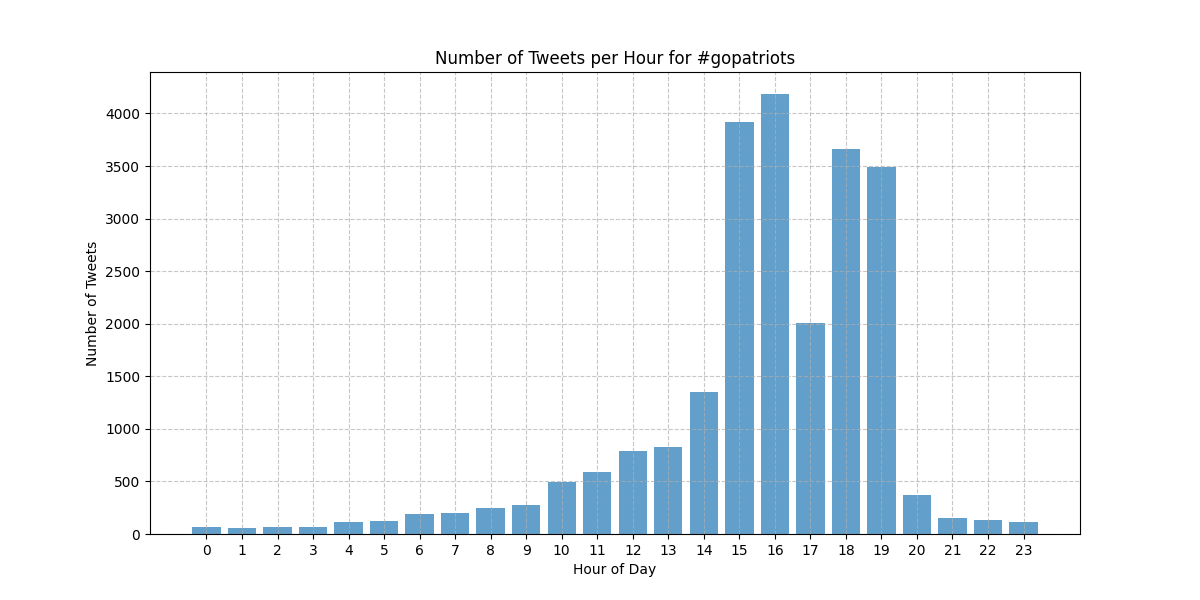 Number of Tweets per Hour for #gopatriots
4000
3500
3000
2500
2000
1500
1000
500
0
Number of Tweets
0 1 2 3 4 5 6 7 8 9 10 11 12 13 14 15 16 17 18 19 20 21 22 23
Hour of Day